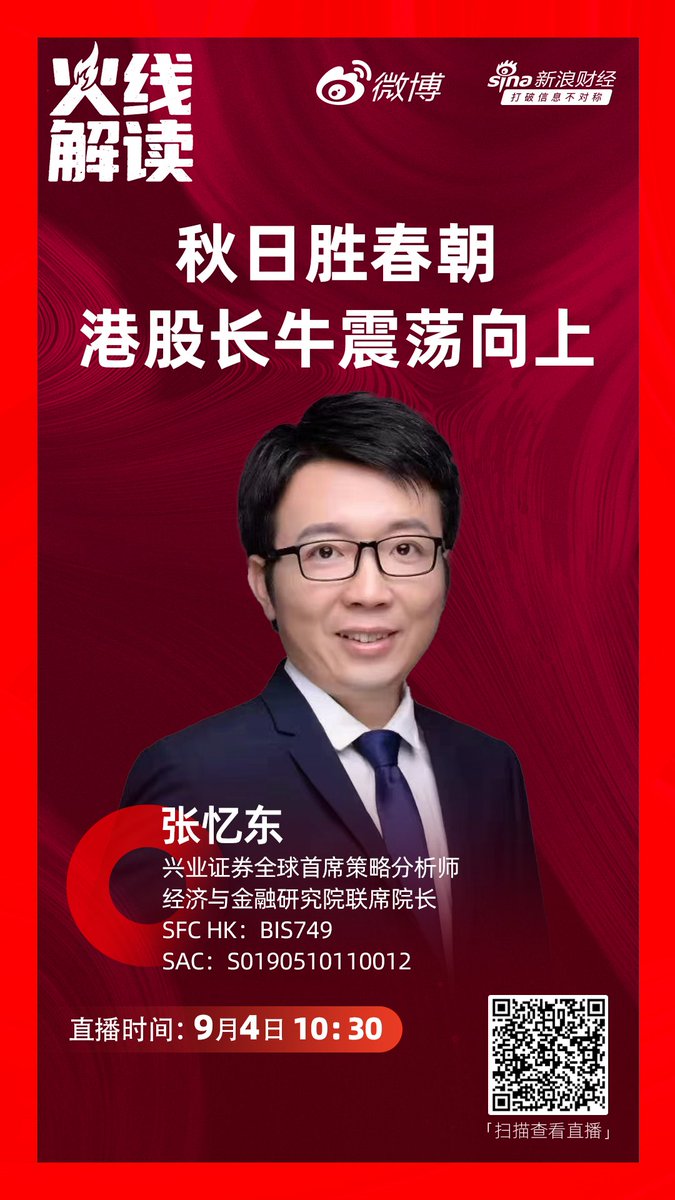 火线
解读
微博
sina新浪财经
打破信息不对称
秋日胜春朝
港股长牛震荡向上
张忆东
兴业证券全球首席策略分析师
经济与金融研究院联席院长
SFC HK：BIS749
SAC：S0190510110012
直播时间：9月4日 10：30
「扫描查看直播」